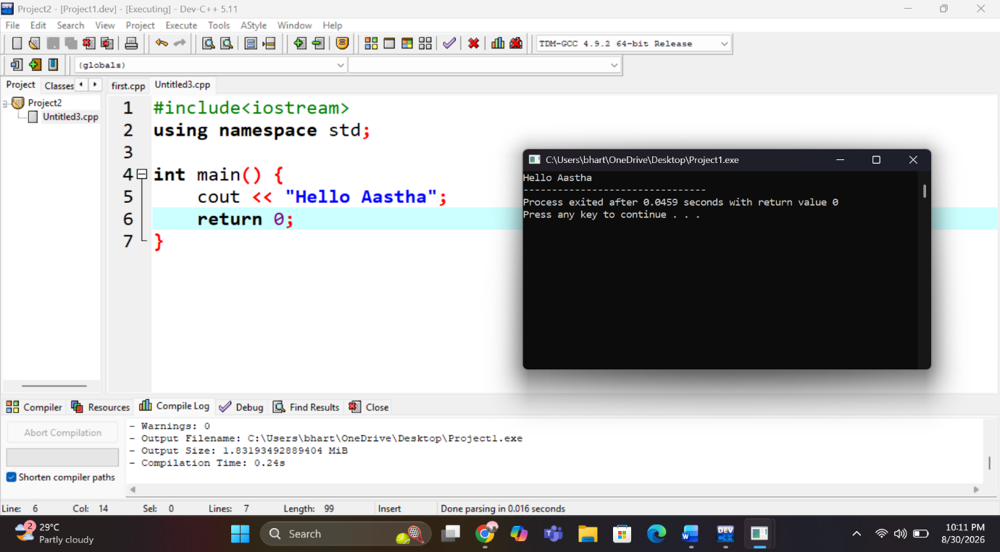 Project2 - [Project1.dev] - [Executing] - Dev-C++ 5.11
File Edit Search View Project Execute Tools AStyle Window Help
TDM-GCC 4.9.2 64-bit Release
(globals)
Project Classes first.cpp Untitled3.cpp
Project2
Untitled3.cpp
1 #include<iostream>
2 using namespace std;
3
4 int main() {
5 cout << "Hello Aastha";
6 return 0;
7 }
C:\Users\bhart\OneDrive\Desktop\Project1.exe
Hello Aastha
--------------------------------
Process exited after 0.0459 seconds with return value 0
Press any key to continue . . .
Compiler Resources Compile Log Debug Find Results Close
Abort Compilation
Shorten compiler paths
- Warnings: 0
- Output Filename: C:\Users\bhart\OneDrive\Desktop\Project1.exe
- Output Size: 1.83193492889404 MiB
- Compilation Time: 0.24s
Line: 6 Col: 14 Sel: 0 Lines: 7 Length: 99 Insert Done parsing in 0.016 seconds
2
29°C
Partly cloudy
Search
DEV C++
W
DEV C++
10:11 PM
8/30/2026